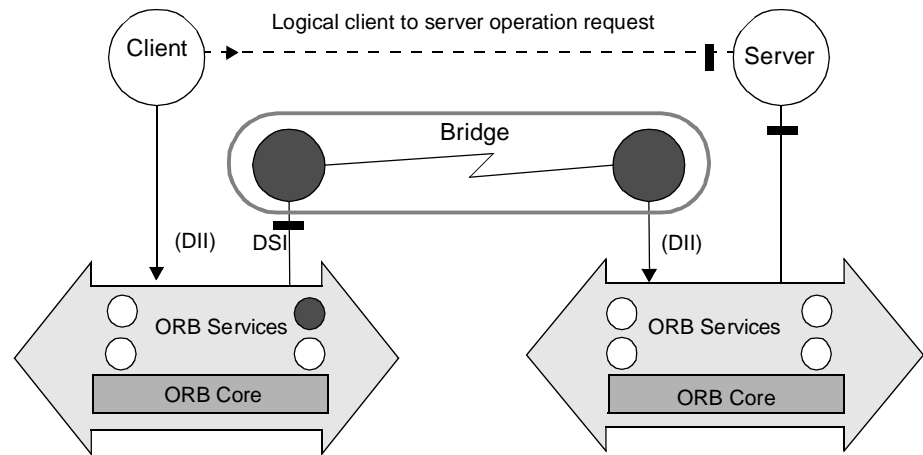 Logical client to server operation request
Client
Server
Bridge
(DII)
DSI
(DII)
ORB Services
ORB Services
ORB Core
ORB Core